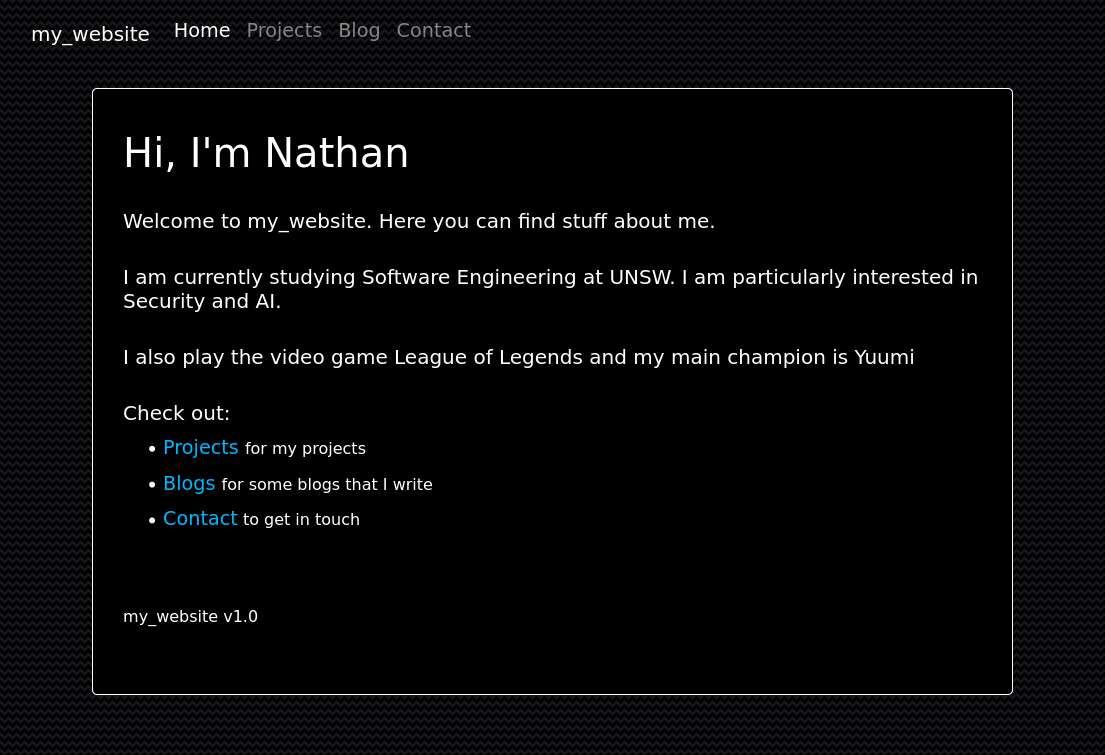 my_website Home Projects Blog Contact
Hi, I'm Nathan
Welcome to my_website. Here you can find stuff about me.
I am currently studying Software Engineering at UNSW. I am particularly interested in
Security and AI.
I also play the video game League of Legends and my main champion is Yuumi
Check out:
• Projects for my projects
• Blogs for some blogs that I write
• Contact to get in touch
my_website v1.0